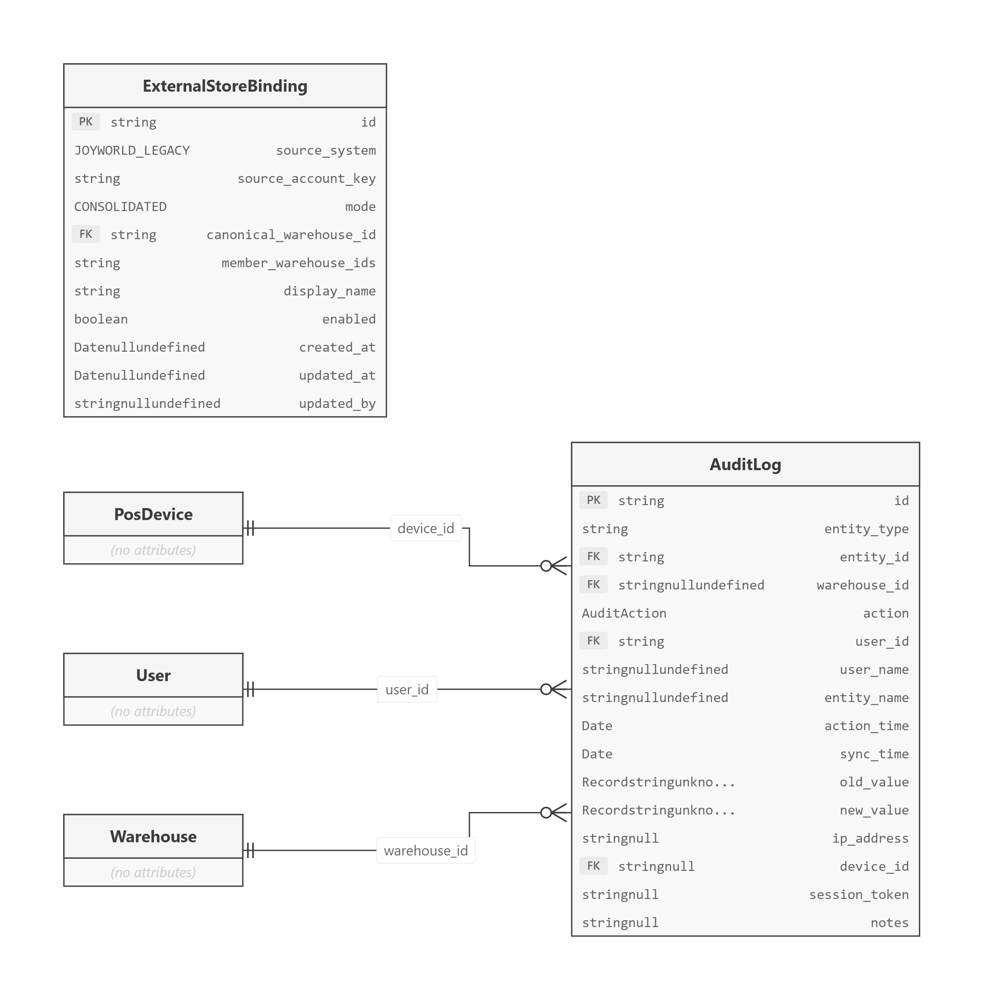 ExternalStoreBinding
PK string id
JOYWORLD_LEGACY source_system
string source_account_key
CONSOLIDATED mode
FK string canonical_warehouse_id
string member_warehouse_ids
string display_name
boolean enabled
Datenullundefined created_at
Datenullundefined updated_at
stringnullundefined updated_by
PosDevice
(no attributes)
device_id
User
(no attributes)
user_id
Warehouse
(no attributes)
warehouse_id
AuditLog
PK string id
string entity_type
FK string entity_id
FK stringnullundefined warehouse_id
AuditAction action
FK string user_id
stringnullundefined user_name
stringnullundefined entity_name
Date action_time
Date sync_time
Recordstringunkno... old_value
Recordstringunkno... new_value
stringnull ip_address
FK stringnull device_id
stringnull session_token
stringnull notes